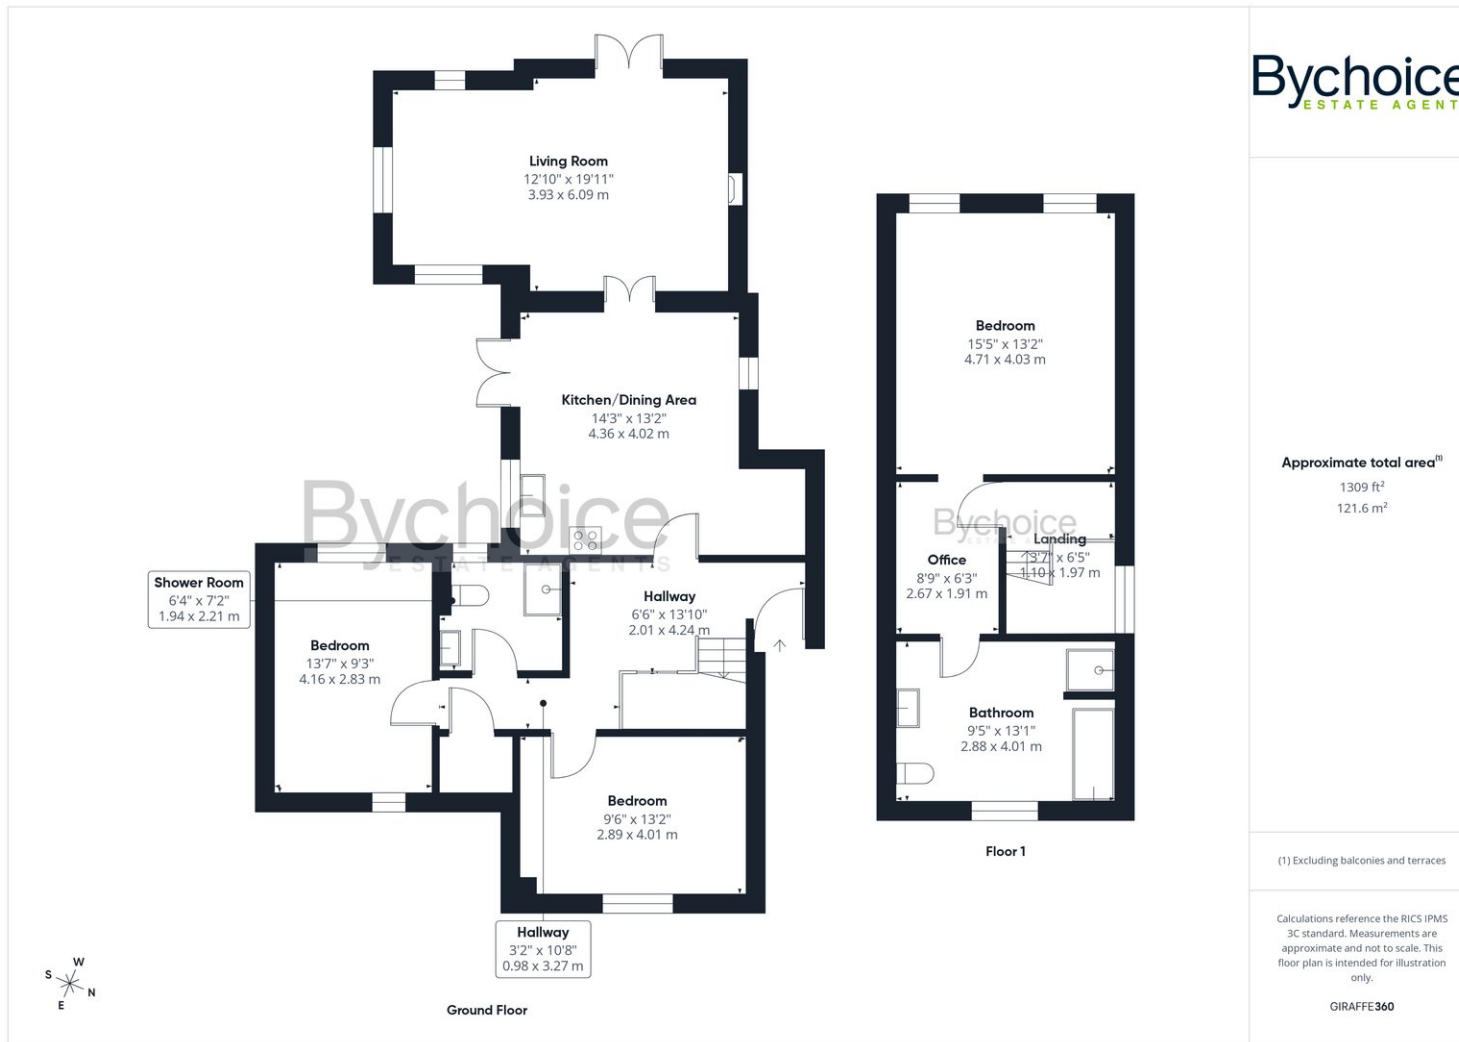 Living Room
12'10" x 19'11"
3.93 x 6.09 m
Kitchen/Dining Area
14'3" x 13'2"
4.36 x 4.02 m
Bychoice
ESTATE AGENTS
Shower Room
6'4" x 7'2"
1.94 x 2.21 m
Bedroom
13'7" x 9'3"
4.16 x 2.83 m
Hallway
6'6" x 13'10"
2.01 x 4.24 m
Bedroom
9'6" x 13'2"
2.89 x 4.01 m
Hallway
3'2" x 10'8"
0.98 x 3.27 m
Ground Floor
S W
E N
Bedroom
15'5" x 13'2"
4.71 x 4.03 m
Bychoice
ESTATE AGENTS
Landing
3'7" x 6'5"
1.10 x 1.97 m
Office
8'9" x 6'3"
2.67 x 1.91 m
Bathroom
9'5" x 13'1"
2.88 x 4.01 m
Floor 1
Bychoice
ESTATE AGENT
Approximate total area(1)
1309 ft²
121.6 m²
(1) Excluding balconies and terraces
Calculations reference the RICS IPMS
3C standard. Measurements are
approximate and not to scale. This
floor plan is intended for illustration
only.
GIRAFFE360